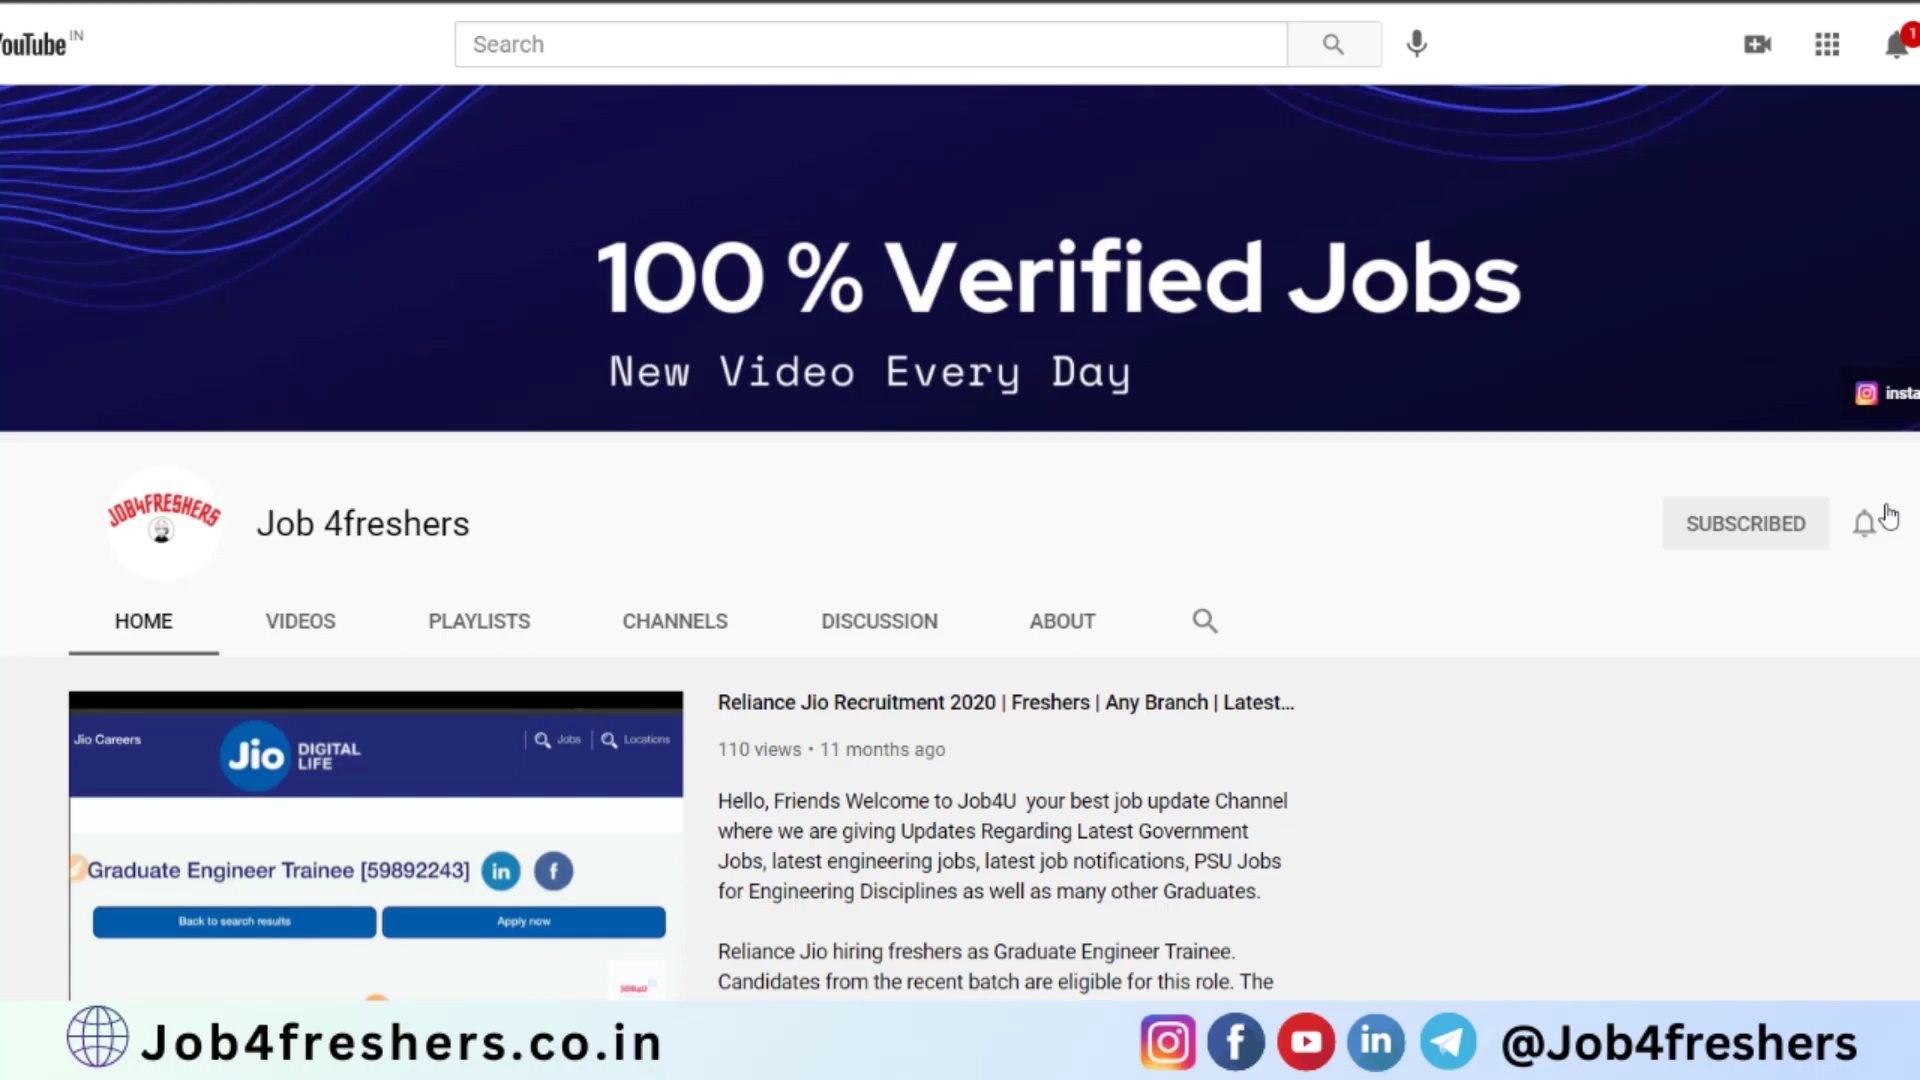 YouTube IN
Search
1
100 % Verified Jobs
New Video Every Day
insta
JOB4FRESHERS
Job 4freshers
SUBSCRIBED
HOME VIDEOS PLAYLISTS CHANNELS DISCUSSION ABOUT
Reliance Jio Recruitment 2020 | Freshers | Any Branch | Latest...
110 views • 11 months ago
Hello, Friends Welcome to Job4U your best job update Channel
where we are giving Updates Regarding Latest Government
Jobs, latest engineering jobs, latest job notifications, PSU Jobs
for Engineering Disciplines as well as many other Graduates.
Reliance Jio hiring freshers as Graduate Engineer Trainee.
Candidates from the recent batch are eligible for this role. The
Jio Careers
Jio DIGITAL LIFE
Jobs Locations
Graduate Engineer Trainee [59892243] in f
Back to search results Apply now
JOB4U
Job4freshers.co.in
f in @Job4freshers